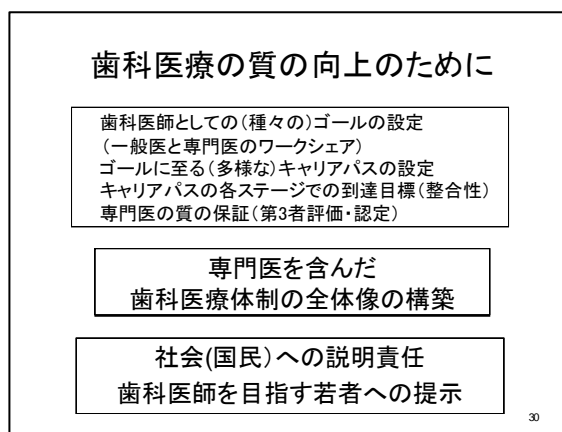 歯科医療の質の向上のために
歯科医師としての（種々の）ゴールの設定
（一般医と専門医のワークシェア）
ゴールに至る（多様な）キャリアパスの設定
キャリアパスの各ステージでの到達目標（整合性）
専門医の質の保証（第3者評価・認定）
専門医を含んだ
歯科医療体制の全体像の構築
社会(国民）への説明責任
歯科医師を目指す若者への提示
30